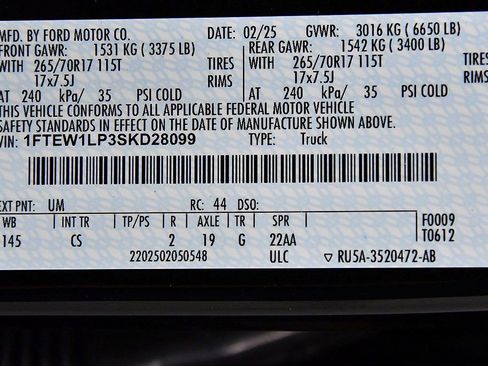 MFD. BY FORD MOTOR CO. 02/25 GVWR: 3016 KG ( 6650 LB)
FRONT GAWR: 1531 KG ( 3375 LB) REAR GAWR: 1542 KG ( 3400 LB)
WITH 265/70R17 115T TIRES WITH 265/70R17 115T TIRES
17x7.5J RIMS 17x7.5J RIMS
AT 240 kPa/ 35 PSI COLD AT 240 kPa/ 35 PSI COLD
THIS VEHICLE CONFORMS TO ALL APPLICABLE FEDERAL MOTOR VEHICLE
SAFETY STANDARDS IN EFFECT ON THE DATE OF MANUFACTURE SHOWN ABOVE.
VIN: 1FTEW1LP3SKD28099 TYPE: Truck
EXT PNT: UM RC: 44 DSO:
WB INT TR TP/PS R AXLE TR SPR F0009
145 CS 2 19 G 22AA T0612
2202502050548 ULC ▽ RU5A-3520472-AB